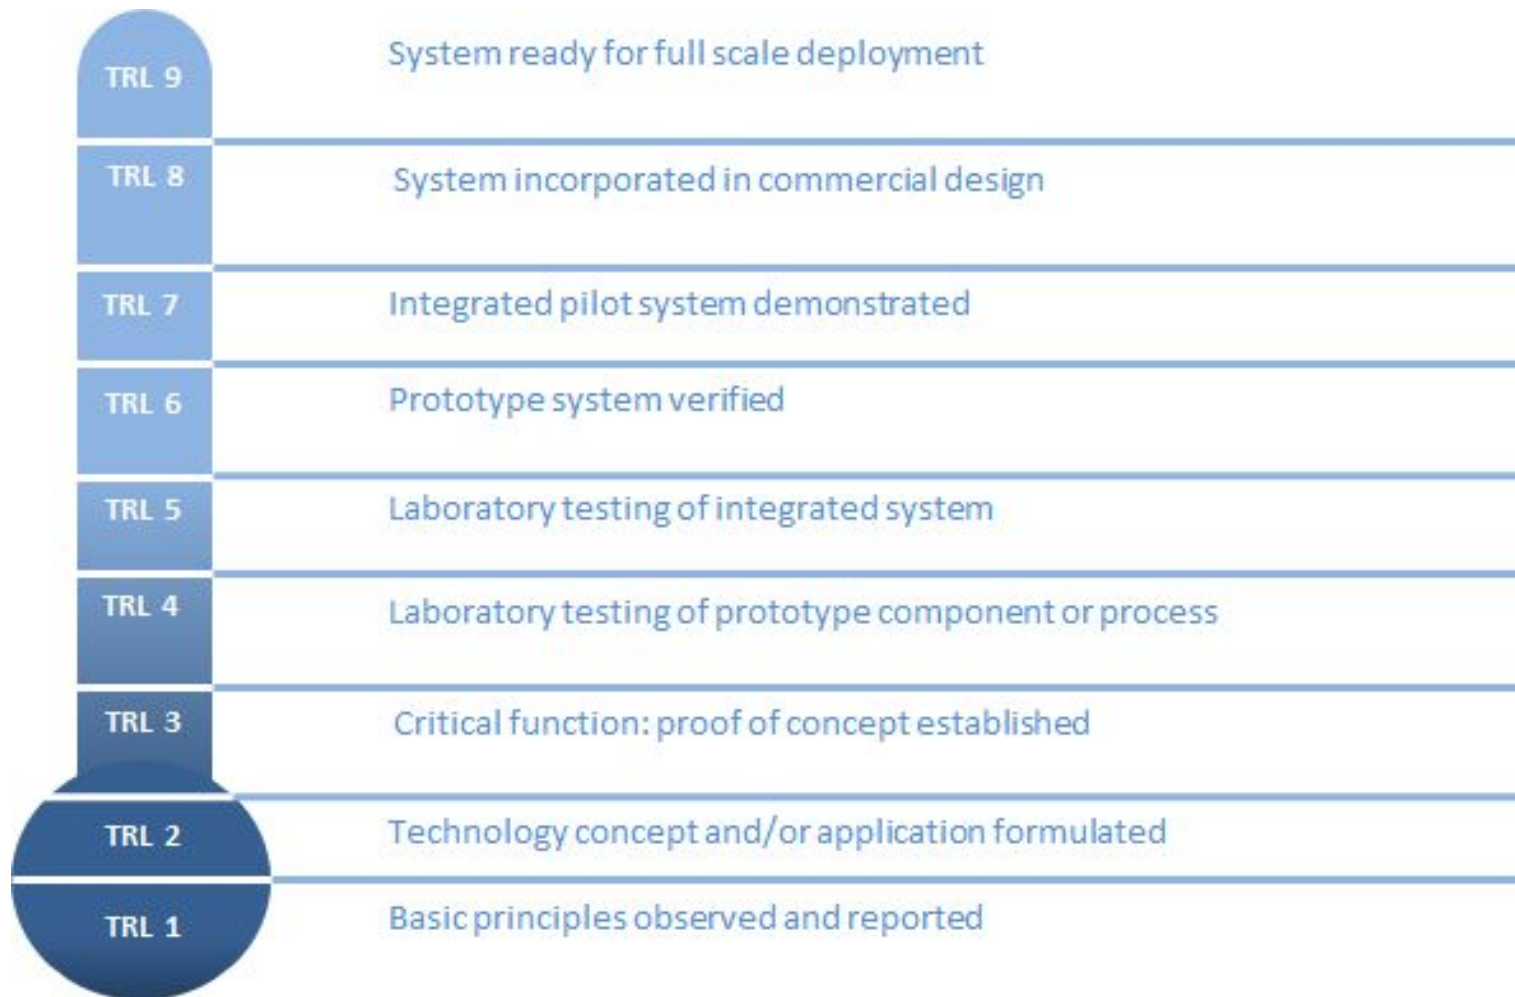 TRL 9 System ready for full scale deployment
TRL 8 System incorporated in commercial design
TRL 7 Integrated pilot system demonstrated
TRL 6 Prototype system verified
TRL 5 Laboratory testing of integrated system
TRL 4 Laboratory testing of prototype component or process
TRL 3 Critical function: proof of concept established
TRL 2 Technology concept and/or application formulated
TRL 1 Basic principles observed and reported